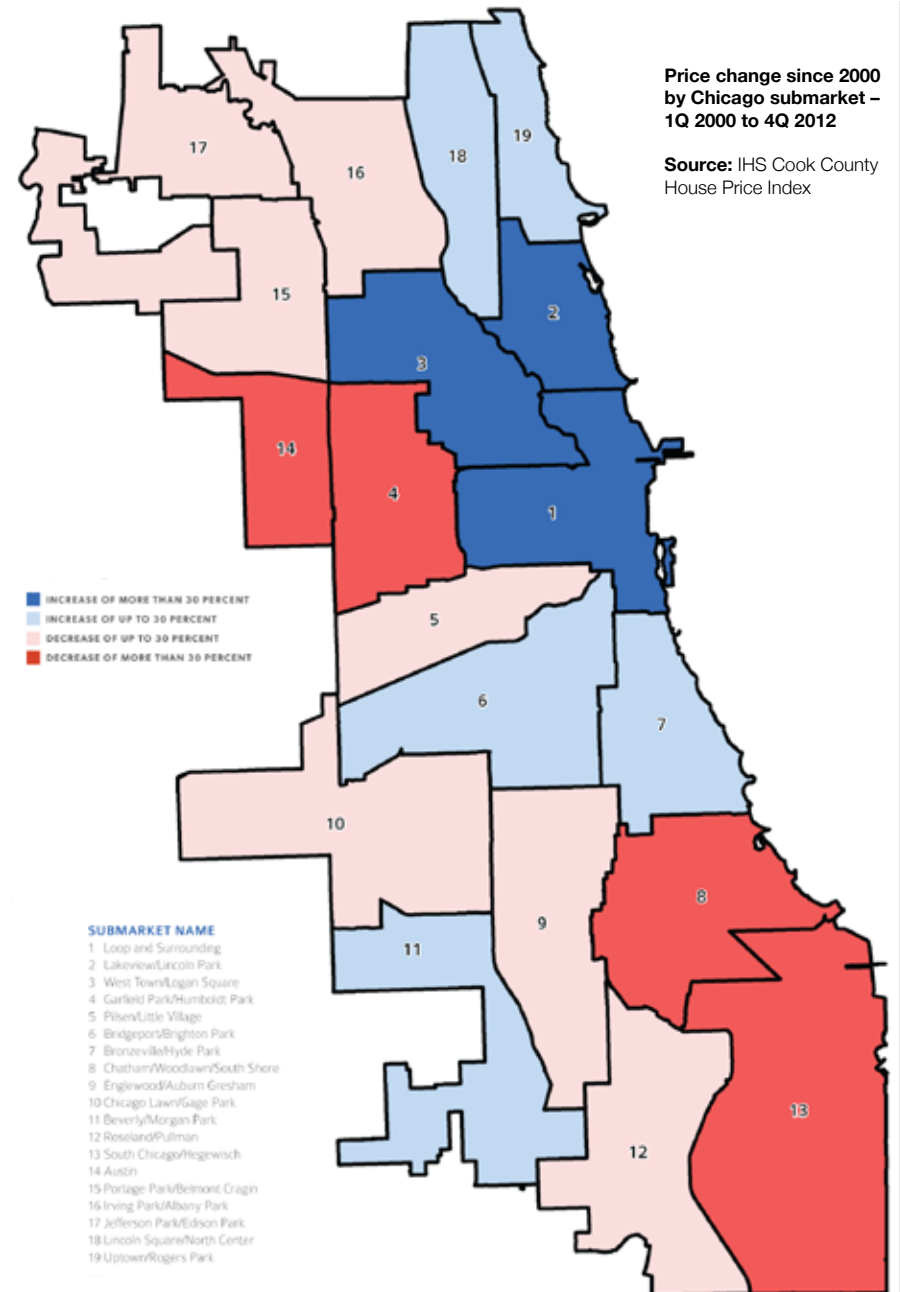 Price change since 2000
by Chicago submarket –
1Q 2000 to 4Q 2012
Source: IHS Cook County
House Price Index
17
16
18
19
15
2
3
14
4
1
INCREASE OF MORE THAN 30 PERCENT
INCREASE OF UP TO 30 PERCENT
DECREASE OF UP TO 30 PERCENT
DECREASE OF MORE THAN 30 PERCENT
5
6
7
10
8
9
11
13
12
SUBMARKET NAME
1 Loop and Surrounding
2 Lakeview/Lincoln Park
3 West Town/Logan Square
4 Garfield Park/Humboldt Park
5 Pilsen/Little Village
6 Bridgeport/Brighton Park
7 Bronzeville/Hyde Park
8 Chatham/Woodlawn/South Shore
9 Englewood/Auburn Gresham
10 Chicago Lawn/Gage Park
11 Beverly/Morgan Park
12 Roseland/Pullman
13 South Chicago/Hegewisch
14 Austin
15 Portage Park/Belmont Cragin
16 Irving Park/Albany Park
17 Jefferson Park/Edison Park
18 Lincoln Square/North Center
19 Uptown/Rogers Park